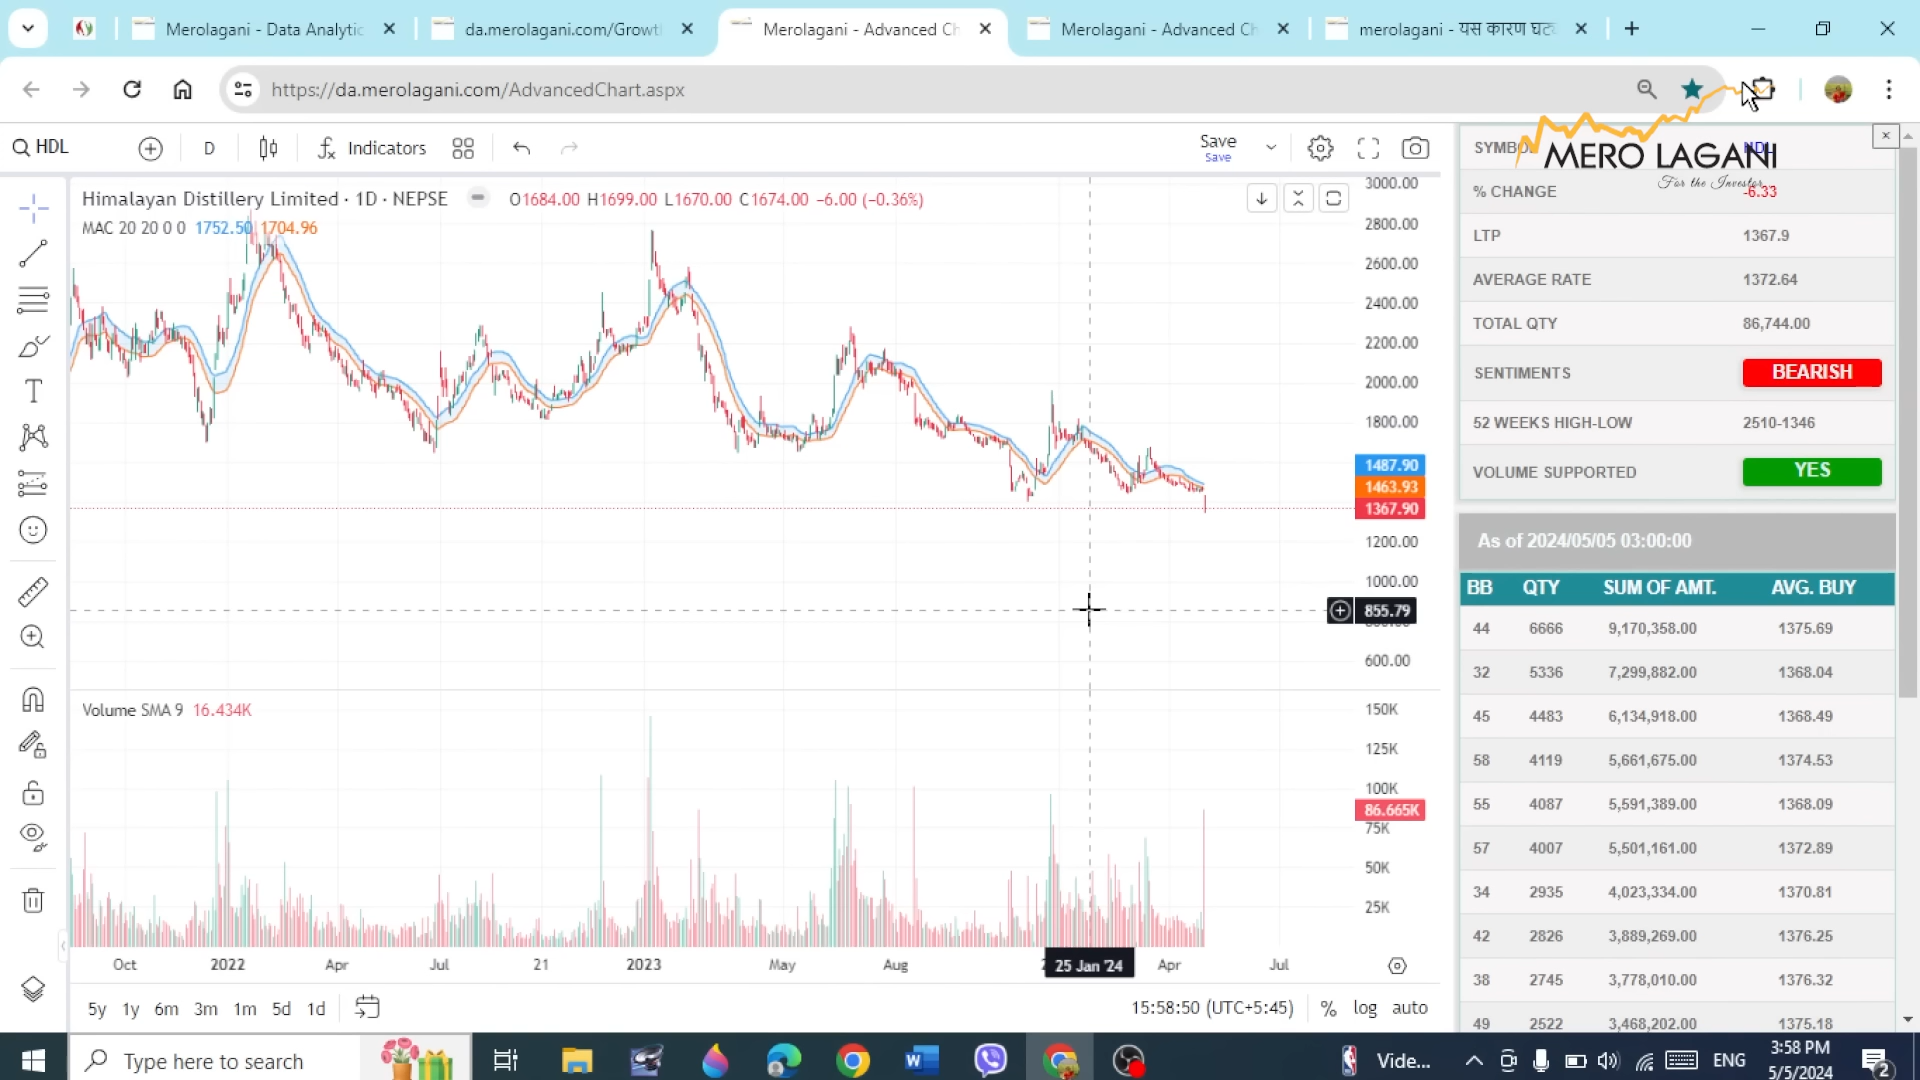 Merolagani - Data Analytic
da.merolagani.com/Growth
Merolagani - Advanced Ch
Merolagani - Advanced Ch
merolagani - यस कारण घट
https://da.merolagani.com/AdvancedChart.aspx
HDL
D
Indicators
Save
Save
MERO LAGANI
For the Investor
Himalayan Distillery Limited · 1D · NEPSE
O1684.00 H1699.00 L1670.00 C1674.00 −6.00 (−0.36%)
MAC 20 20 0 0 1752.50 1704.96
3000.00
2800.00
2600.00
2400.00
2200.00
2000.00
1800.00
1487.90
1463.93
1367.90
1200.00
1000.00
855.79
600.00
Volume SMA 9 16.434K
150K
125K
100K
86.665K
75K
50K
25K
Oct 2022 Apr Jul 21 2023 May Aug 25 Jan '24 Apr Jul
5y 1y 6m 3m 1m 5d 1d
15:58:50 (UTC+5:45) % log auto
SYMBOL HDL
% CHANGE -6.33
LTP 1367.9
AVERAGE RATE 1372.64
TOTAL QTY 86,744.00
SENTIMENTS BEARISH
52 WEEKS HIGH-LOW 2510-1346
VOLUME SUPPORTED YES
As of 2024/05/05 03:00:00
BB QTY SUM OF AMT. AVG. BUY
44 6666 9,170,358.00 1375.69
32 5336 7,299,882.00 1368.04
45 4483 6,134,918.00 1368.49
58 4119 5,661,675.00 1374.53
55 4087 5,591,389.00 1368.09
57 4007 5,501,161.00 1372.89
34 2935 4,023,334.00 1370.81
42 2826 3,889,269.00 1376.25
38 2745 3,778,010.00 1376.32
49 2522 3,468,202.00 1375.18
Type here to search
Vide...
ENG
3:58 PM
5/5/2024
2